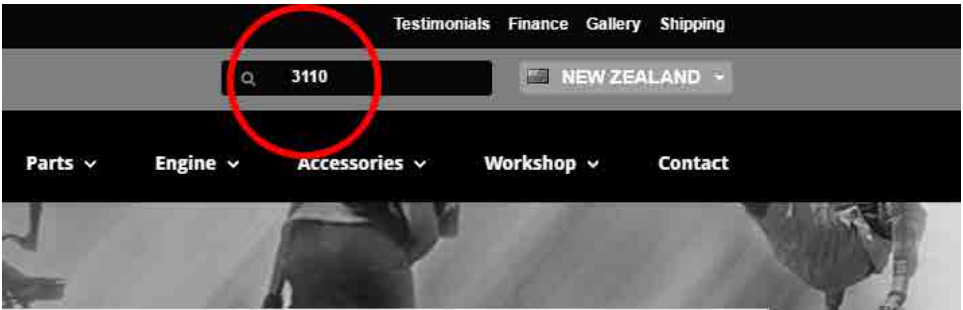 Testimonials Finance Gallery Shipping
3110
NEW ZEALAND
Parts Engine Accessories Workshop Contact